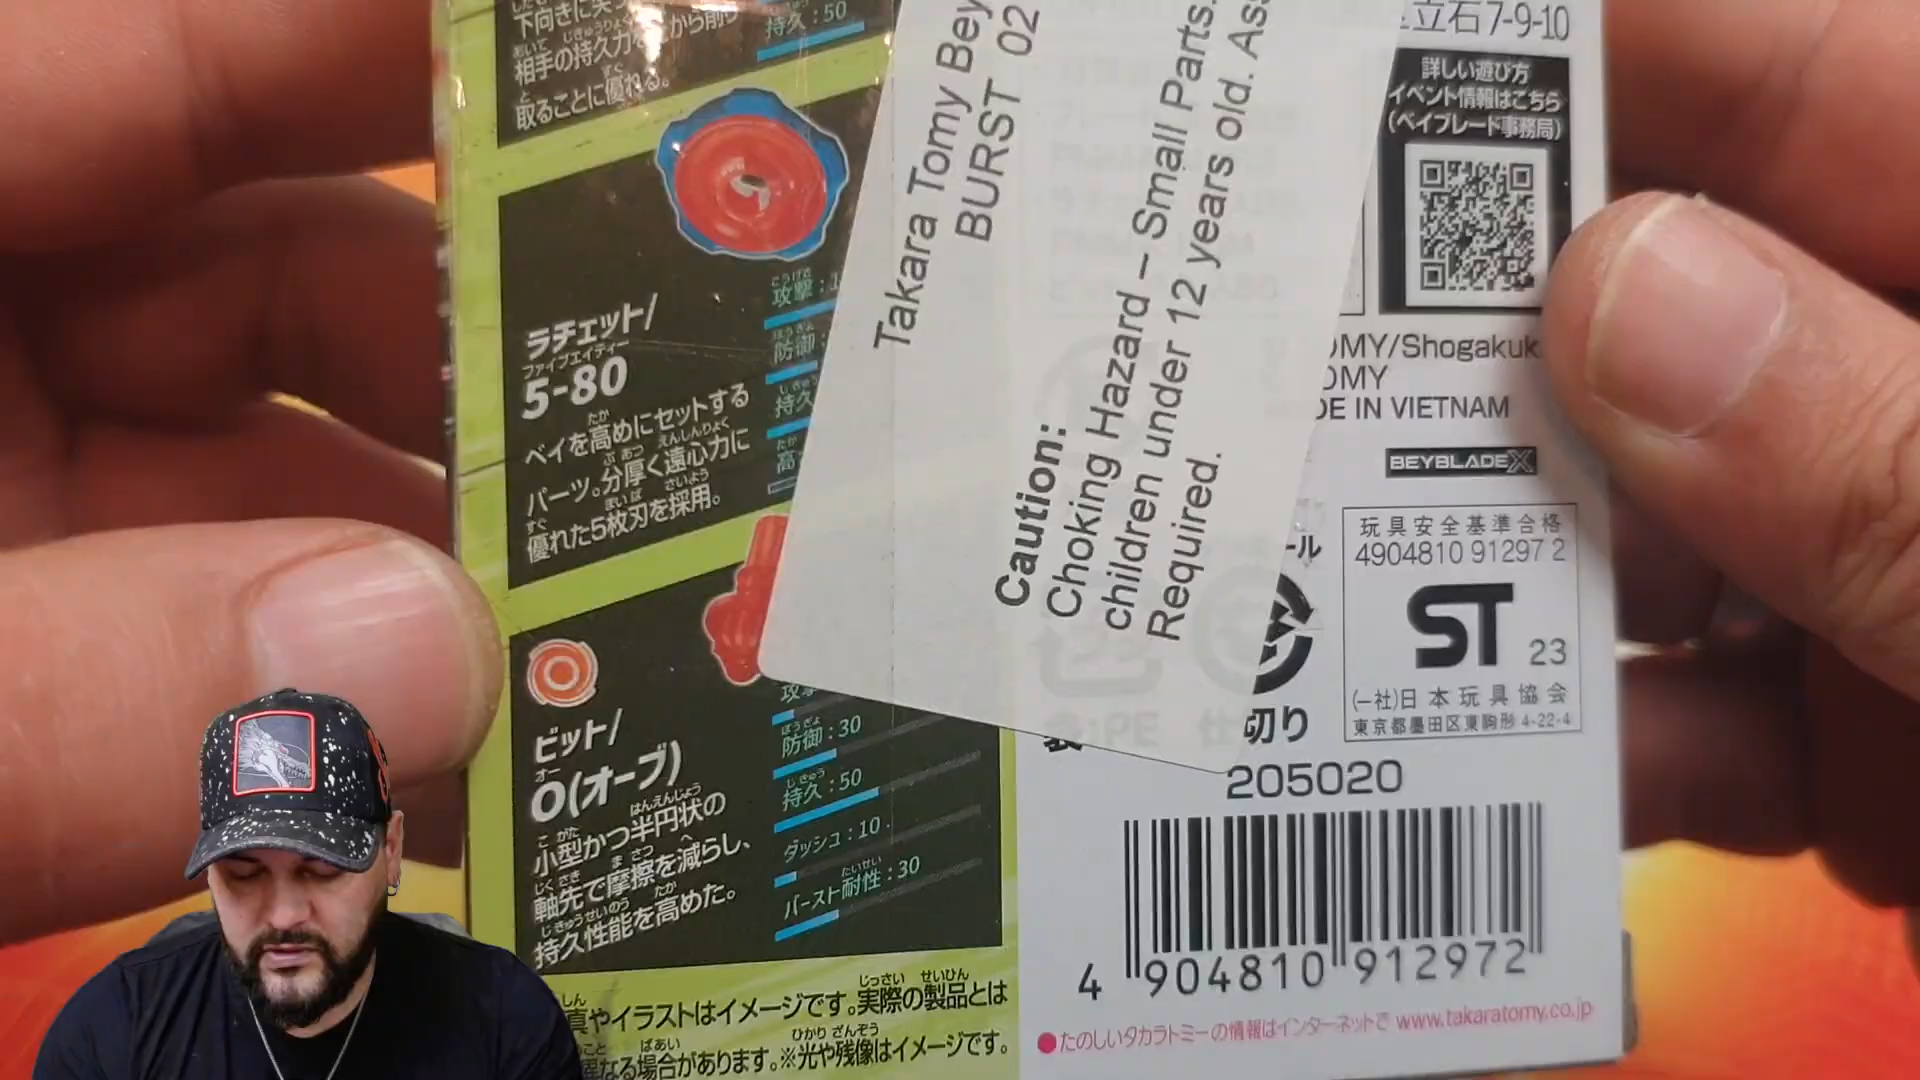 下向きに
持久:50
相手の持久力を
から削り
取ることに優れる。
ラチェット/
ファイブエイティー
5-80
ベイを高めにセットする
パーツ。分厚く遠心力に
優れた5枚刃を採用。
攻撃:1
防御:
持久
高
ビット/
オー
O(オーブ)
小型かつ半円状の
軸先で摩擦を減らし、
持久性能を高めた。
攻撃
防御:30
持久:50
ダッシュ:10
バースト耐性:30
真やイラストはイメージです。実際の製品とは
異なる場合があります。※光や残像はイメージです。
Takara Tomy Bey
BURST 02
Caution:
Choking Hazard – Small Parts.
children under 12 years old. Ass
Required.
立石7-9-10
詳しい遊び方
イベント情報はこちら
(ベイブレード事務局)
OMY/Shogakuk
OMY
DE IN VIETNAM
BEYBLADE X
玩具安全基準合格
4904810 91297 2
ST
23
(一社)日本玩具協会
東京都墨田区東駒形 4-22-4
ール
切り
205020
4 904810 912972
●たのしいタカラトミーの情報はインターネットで www.takaratomy.co.jp